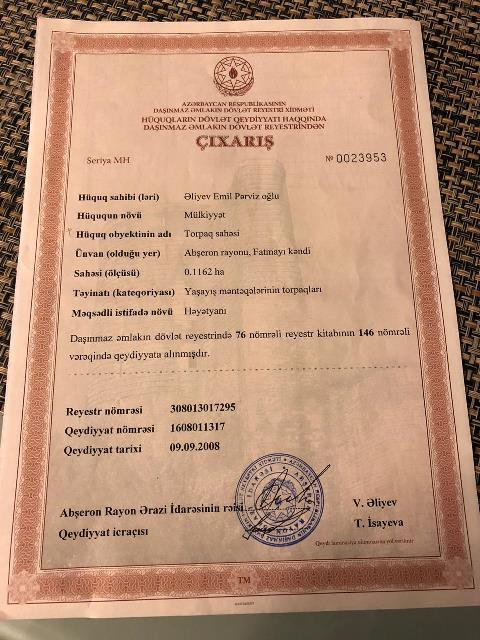 AZƏRBAYCAN RESPUBLİKASININ
DAŞINMAZ ƏMLAKIN DÖVLƏT REYESTRİ XİDMƏTİ
HÜQUQLARIN DÖVLƏT QEYDİYYATI HAQQINDA
DAŞINMAZ ƏMLAKIN DÖVLƏT REYESTRİNDƏN
ÇIXARIŞ
Seriya MH № 0023953
Hüquq sahibi (ləri) Əliyev Emil Pərviz oğlu
Hüququn növü Mülkiyyət
Hüquq obyektinin adı Torpaq sahəsi
Ünvan (olduğu yer) Abşeron rayonu, Fatmayı kəndi
Sahəsi (ölçüsü) 0.1162 ha
Təyinatı (kateqoriyası) Yaşayış məntəqələrinin torpaqları
Məqsədli istifadə növü Həyətyanı
Daşınmaz əmlakın dövlət reyestrində 76 nömrəli reyestr kitabının 146 nömrəli
vərəqində qeydiyyata alınmışdır.
Reyestr nömrəsi 308013017295
Qeydiyyat nömrəsi 1608011317
Qeydiyyat tarixi 09.09.2008
Abşeron Rayon Ərazi İdarəsinin rəisi V. Əliyev
Qeydiyyat icraçısı T. İsayeva
TM